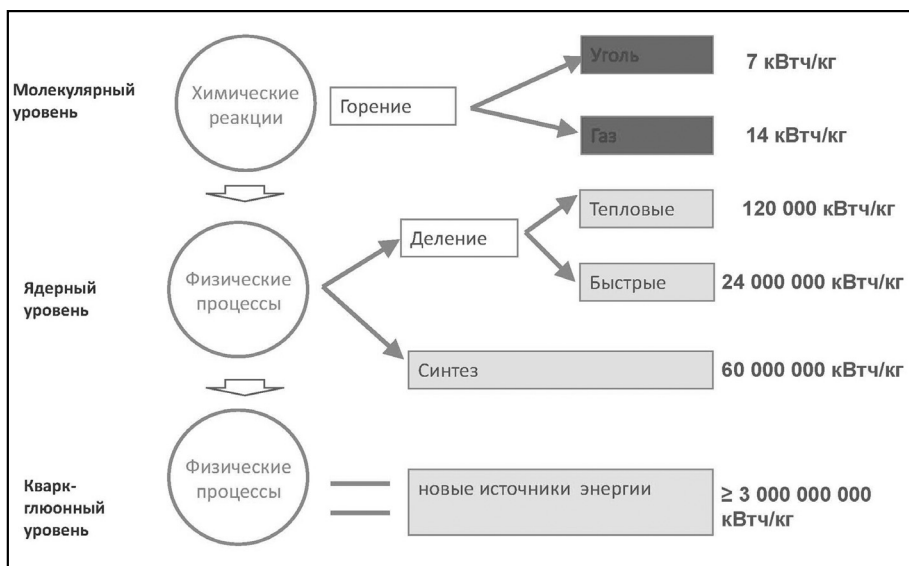 Молекулярный
уровень
Химические
реакции
Горение
Уголь
7 кВтч/кг
Газ
14 кВтч/кг
Ядерный
уровень
Физические
процессы
Деление
Тепловые
120 000 кВтч/кг
Быстрые
24 000 000 кВтч/кг
Синтез
60 000 000 кВтч/кг
Кварк-
глюонный
уровень
Физические
процессы
новые источники энергии
≥ 3 000 000 000
кВтч/кг